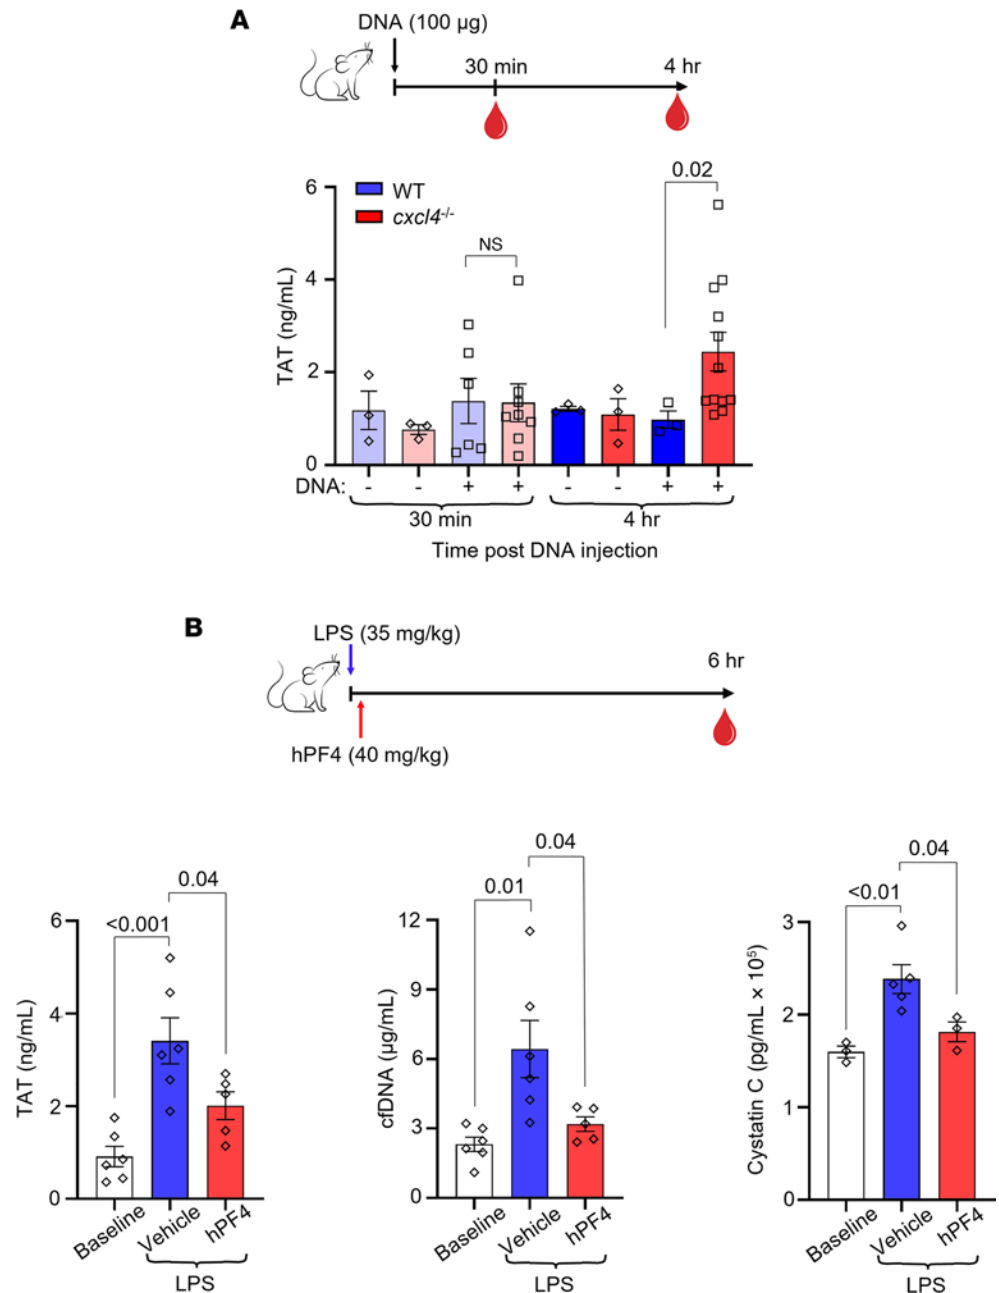 A
DNA (100 µg)
30 min
4 hr
0.02
6
WT
cxcl4-/-
NS
4
TAT (ng/mL)
2
0
DNA: - - + + - - + +
30 min
4 hr
Time post DNA injection
B
LPS (35 mg/kg)
6 hr
hPF4 (40 mg/kg)
0.04
<0.001
6
4
2
0
TAT (ng/mL)
Baseline
Vehicle
hPF4
LPS
0.04
0.01
12
9
6
3
0
cfDNA (µg/mL)
Baseline
Vehicle
hPF4
LPS
0.04
<0.01
3
2
1
0
Cystatin C (pg/mL × 10⁵)
Baseline
Vehicle
hPF4
LPS